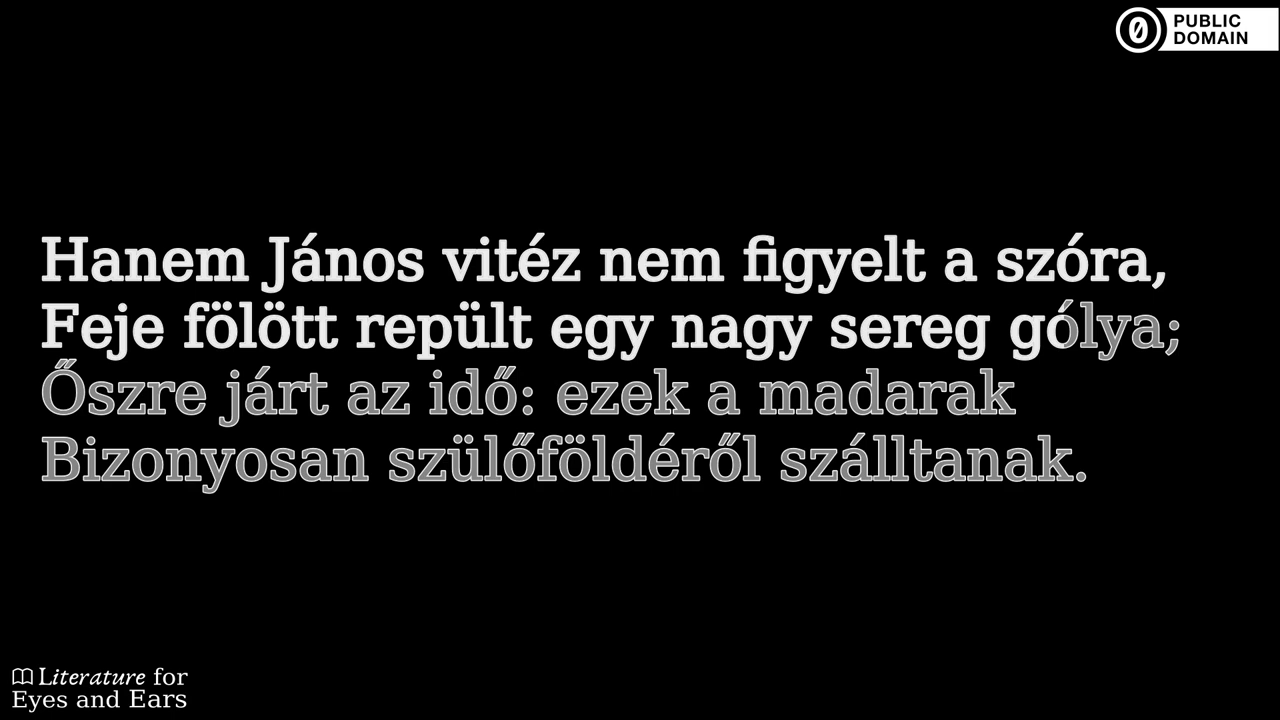 PUBLIC
DOMAIN
Hanem János vitéz nem figyelt a szóra,
Feje fölött repült egy nagy sereg gólya;
Őszre járt az idő: ezek a madarak
Bizonyosan szülőföldéről szálltanak.
Literature for
Eyes and Ears